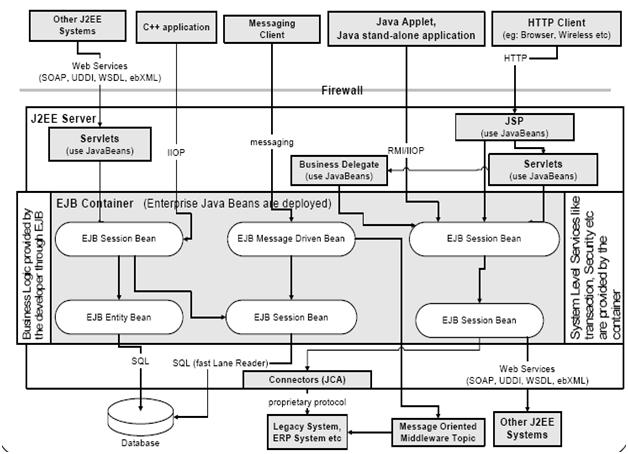 Other J2EE
Systems
C++ application
Messaging
Client
Java Applet,
Java stand-alone application
HTTP Client
(eg: Browser, Wireless etc)
Web Services
(SOAP, UDDI, WSDL, ebXML)
HTTP
Firewall
J2EE Server
Servlets
(use JavaBeans)
IIOP
messaging
RMI/IIOP
JSP
(use JavaBeans)
Business Delegate
(use JavaBeans)
Servlets
(use JavaBeans)
Business Logic provided by
the developer through EJB
EJB Container (Enterprise Java Beans are deployed)
System Level Services like
transaction, Security etc
are provided by the
container
EJB Session Bean
EJB Message Driven Bean
EJB Session Bean
EJB Entity Bean
EJB Session Bean
EJB Session Bean
SQL
SQL (fast Lane Reader)
Connectors (JCA)
Web Services
(SOAP, UDDI, WSDL, ebXML)
proprietary protocol
Database
Legacy System,
ERP System etc
Message Oriented
Middleware Topic
Other J2EE
Systems